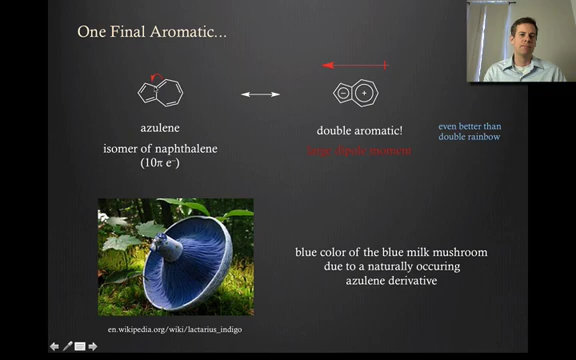 One Final Aromatic...
azulene
isomer of naphthalene
(10π e⁻)
double aromatic!
large dipole moment
even better than
double rainbow
− +
blue color of the blue milk mushroom
due to a naturally occuring
azulene derivative
en.wikipedia.org/wiki/lactarius_indigo